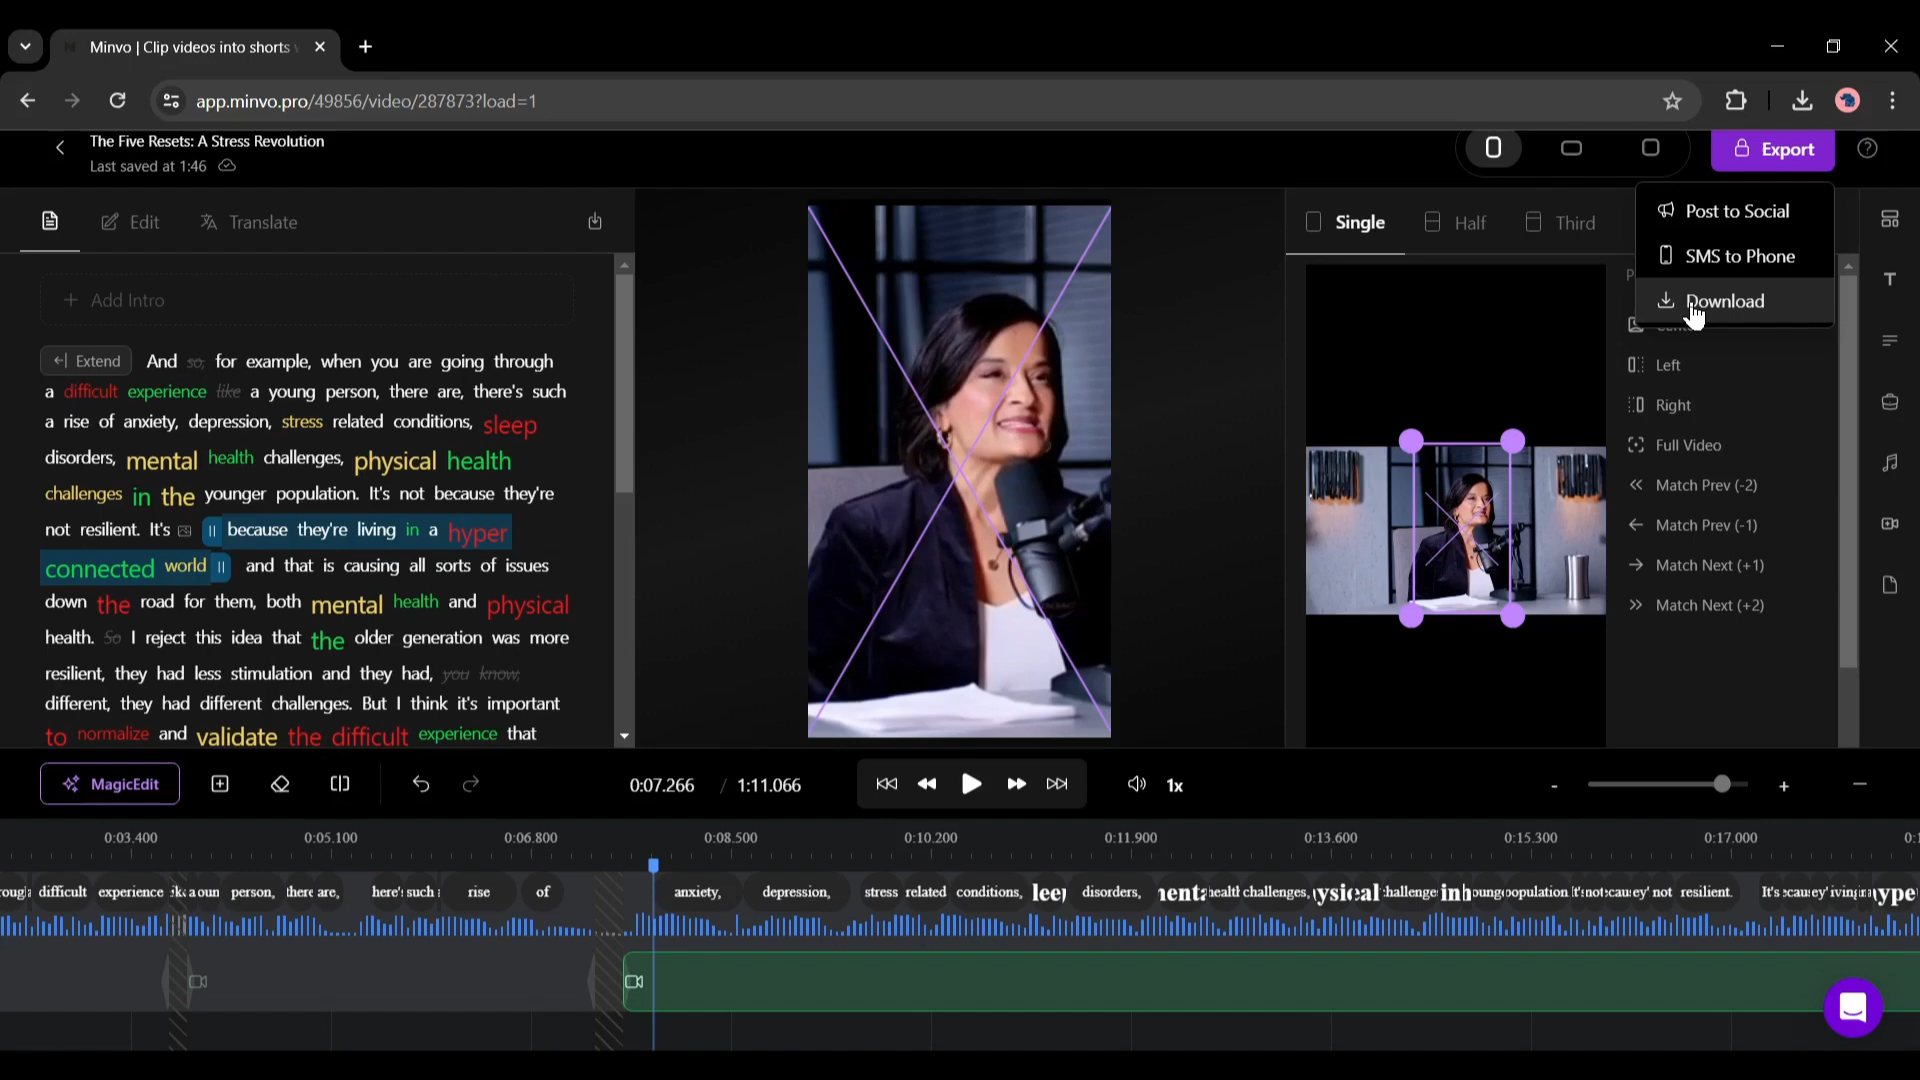 Minvo | Clip videos into shorts
app.minvo.pro/49856/video/287873?load=1
The Five Resets: A Stress Revolution
Last saved at 1:46
Export
Edit
Translate
Single
Half
Third
Post to Social
SMS to Phone
Download
Left
Right
Full Video
Match Prev (-2)
Match Prev (-1)
Match Next (+1)
Match Next (+2)
+ Add Intro
Extend And so, for example, when you are going through
a difficult experience like a young person, there are, there's such
a rise of anxiety, depression, stress related conditions, sleep
disorders, mental health challenges, physical health
challenges in the younger population. It's not because they're
not resilient. It's because they're living in a hyper
connected world and that is causing all sorts of issues
down the road for them, both mental health and physical
health. So I reject this idea that the older generation was more
resilient, they had less stimulation and they had, you know,
different, they had different challenges. But I think it's important
to normalize and validate the difficult experience that
MagicEdit
0:07.266 / 1:11.066
1x
- +
0:03.400 0:05.100 0:06.800 0:08.500 0:10.200 0:11.900 0:13.600 0:15.300 0:17.000
difficult experience person, there are, here's such rise of anxiety, depression, stress related conditions, disorders, challenges, not resilient. It's